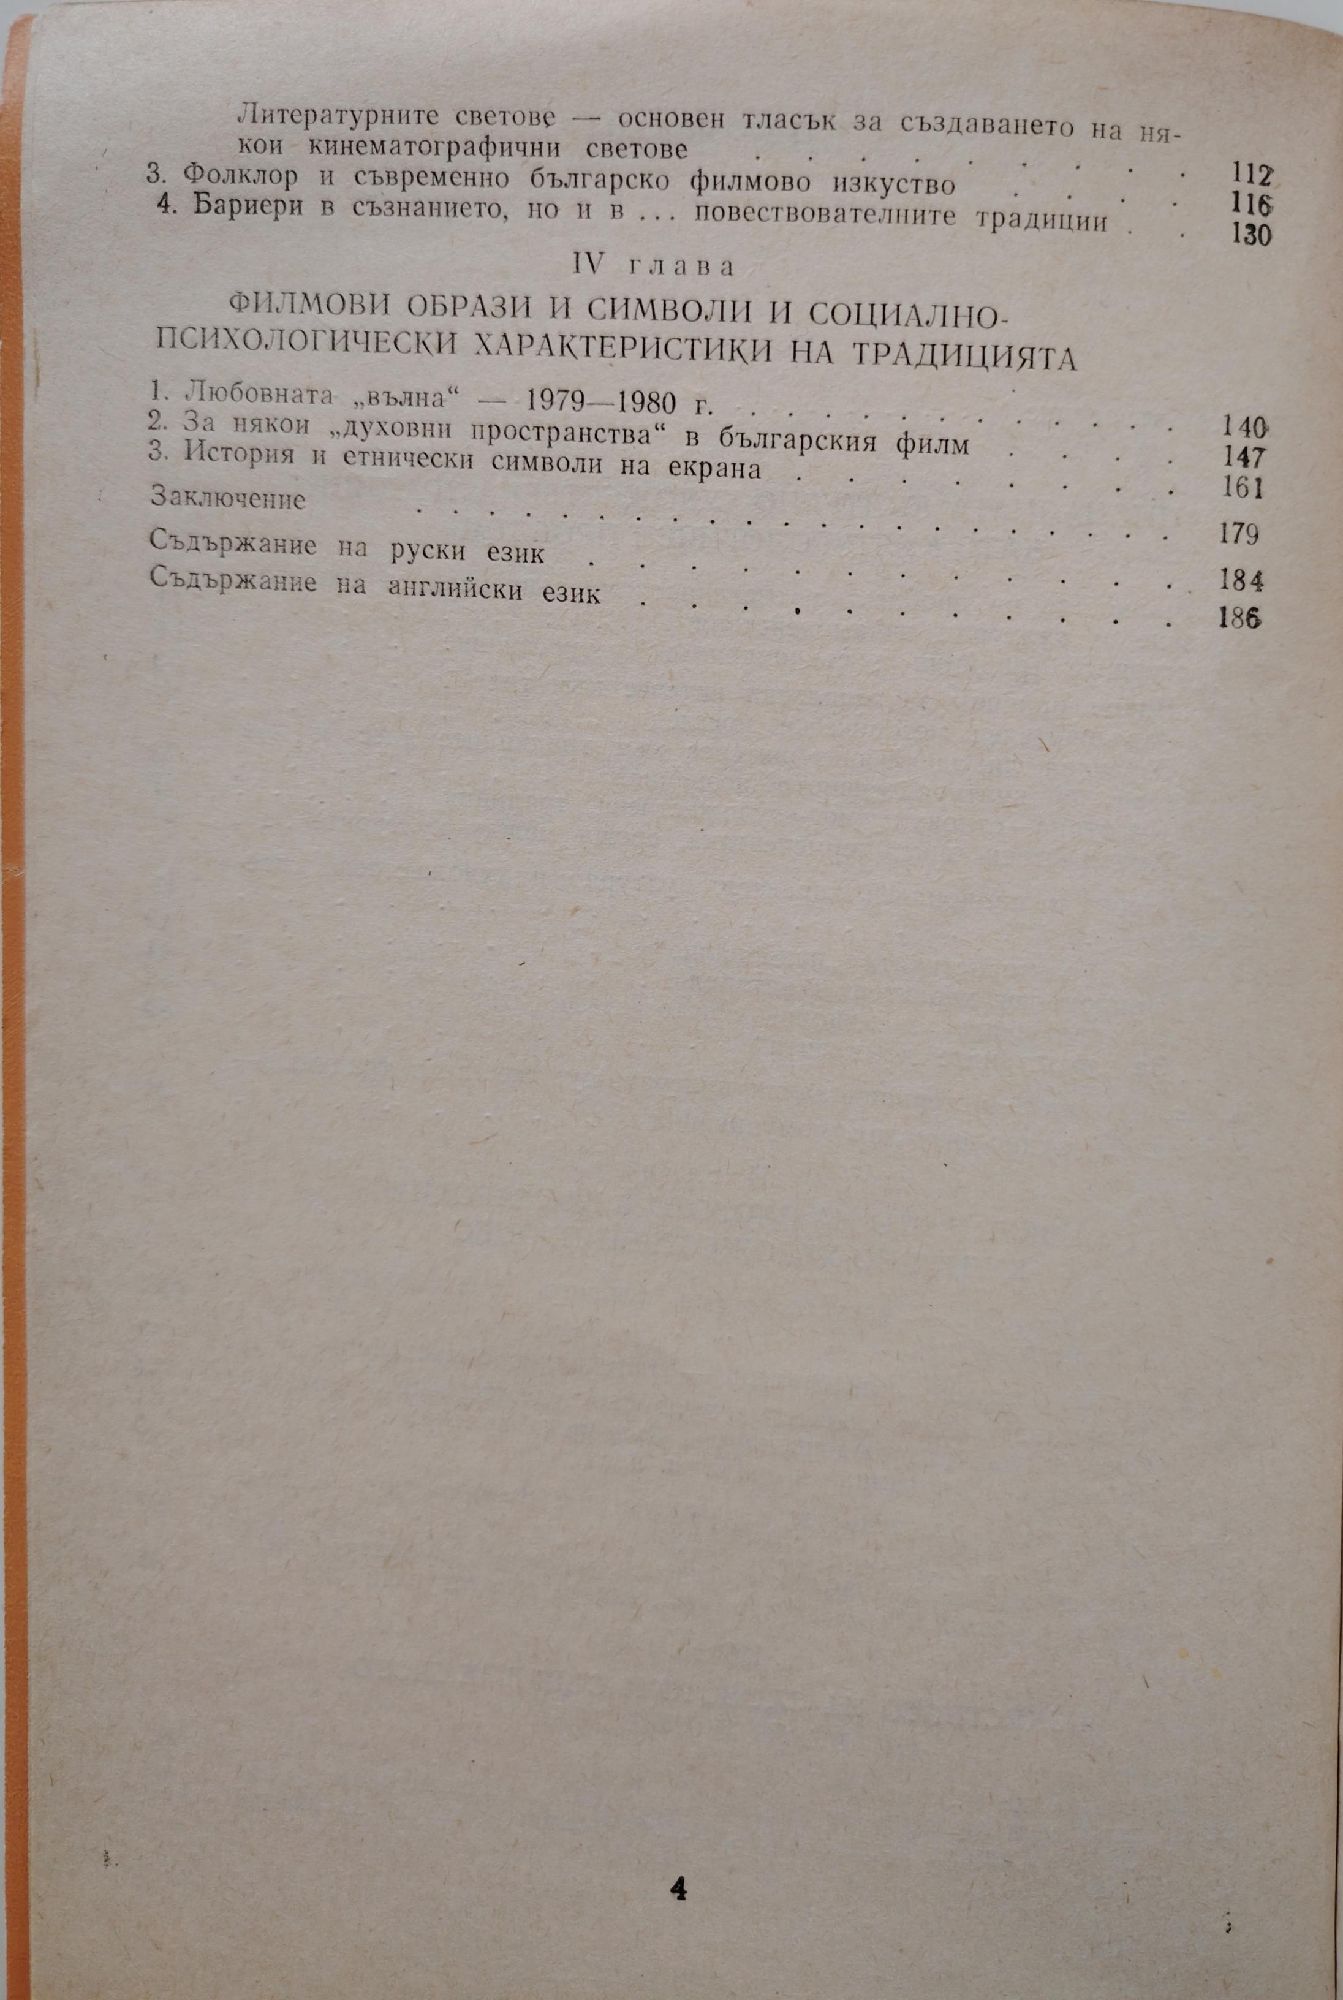 Литературните светове — основен тласък за създаването на ня-
кои кинематографични светове . . . . . . . . . 112
3. Фолклор и съвременно българско филмово изкуство . . . . 116
4. Бариери в съзнанието, но и в ... повествователните традиции . . 130
IV глава
ФИЛМОВИ ОБРАЗИ И СИМВОЛИ И СОЦИАЛНО-
ПСИХОЛОГИЧЕСКИ ХАРАКТЕРИСТИКИ НА ТРАДИЦИЯТА
1. Любовната „вълна“ — 1979—1980 г. . . . . . . . . . . . . . 140
2. За някои „духовни пространства“ в българския филм . . . . 147
3. История и етнически символи на екрана . . . . . . . . 161
Заключение . . . . . . . . . . . . . . . . . . . . . 179
Съдържание на руски език . . . . . . . . . . . . 184
Съдържание на английски език . . . . . . . . . . . 186
4